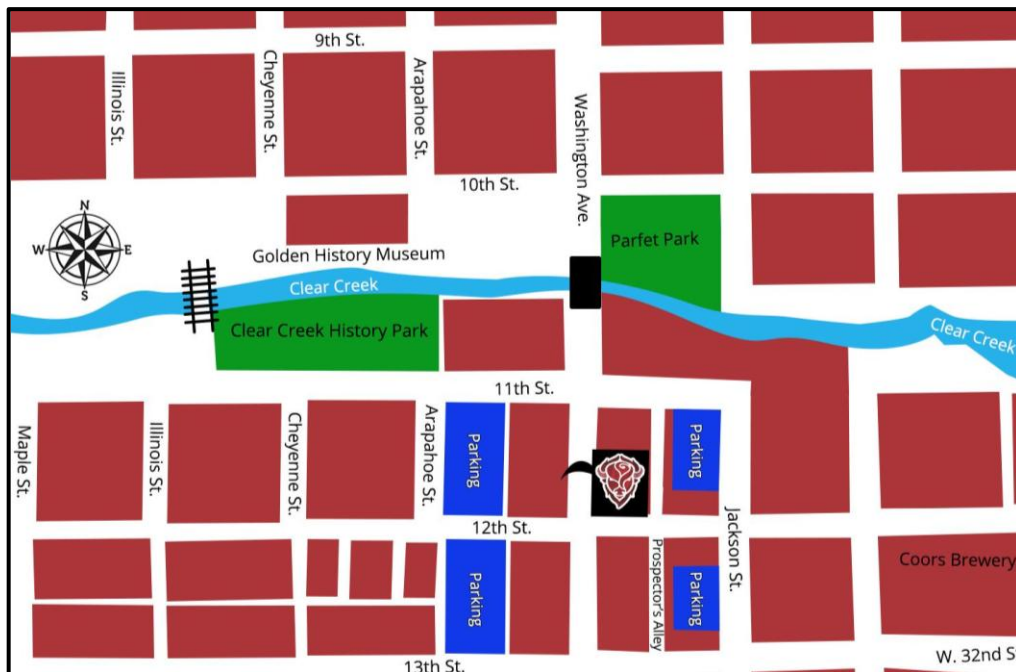 9th St.
Illinois St.
Cheyenne St.
Arapahoe St.
Washington Ave.
10th St.
N
W
E
S
Parfet Park
Golden History Museum
Clear Creek
Clear Creek History Park
Clear Creek
11th St.
Maple St.
Illinois St.
Cheyenne St.
Arapahoe St.
Parking
Parking
12th St.
Jackson St.
Parking
Prospector's Alley
Parking
Coors Brewery
13th St.
W. 32nd